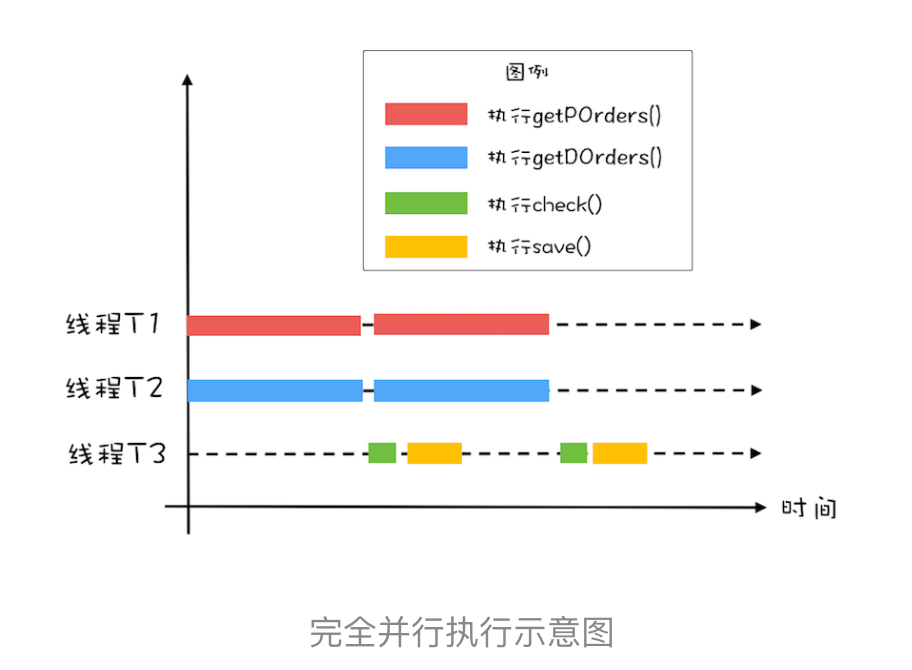 图例
执行getPOrders()
执行getDOrders()
执行check()
执行save()
线程T1
线程T2
线程T3
时间
完全并行执行示意图